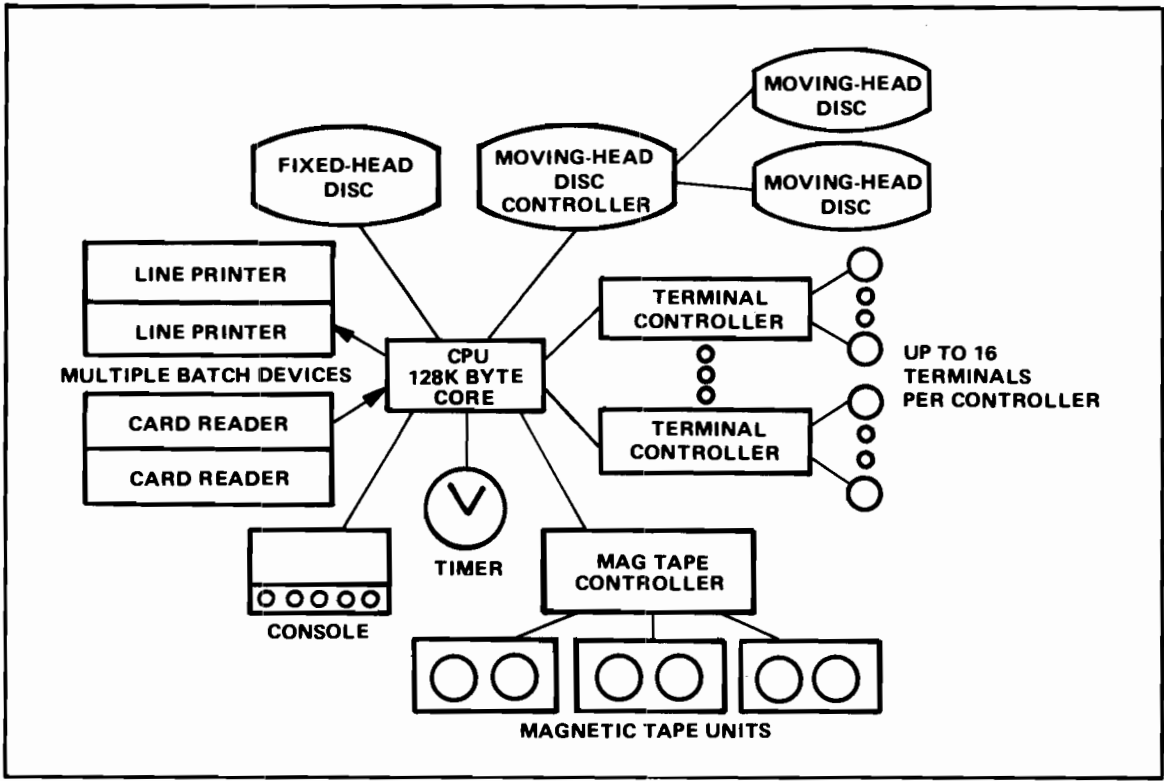 MOVING-HEAD
DISC
FIXED-HEAD
DISC
MOVING-HEAD
DISC
CONTROLLER
MOVING-HEAD
DISC
LINE PRINTER
LINE PRINTER
MULTIPLE BATCH DEVICES
CARD READER
CARD READER
CPU
128K BYTE
CORE
TERMINAL
CONTROLLER
TERMINAL
CONTROLLER
UP TO 16
TERMINALS
PER CONTROLLER
TIMER
CONSOLE
MAG TAPE
CONTROLLER
MAGNETIC TAPE UNITS